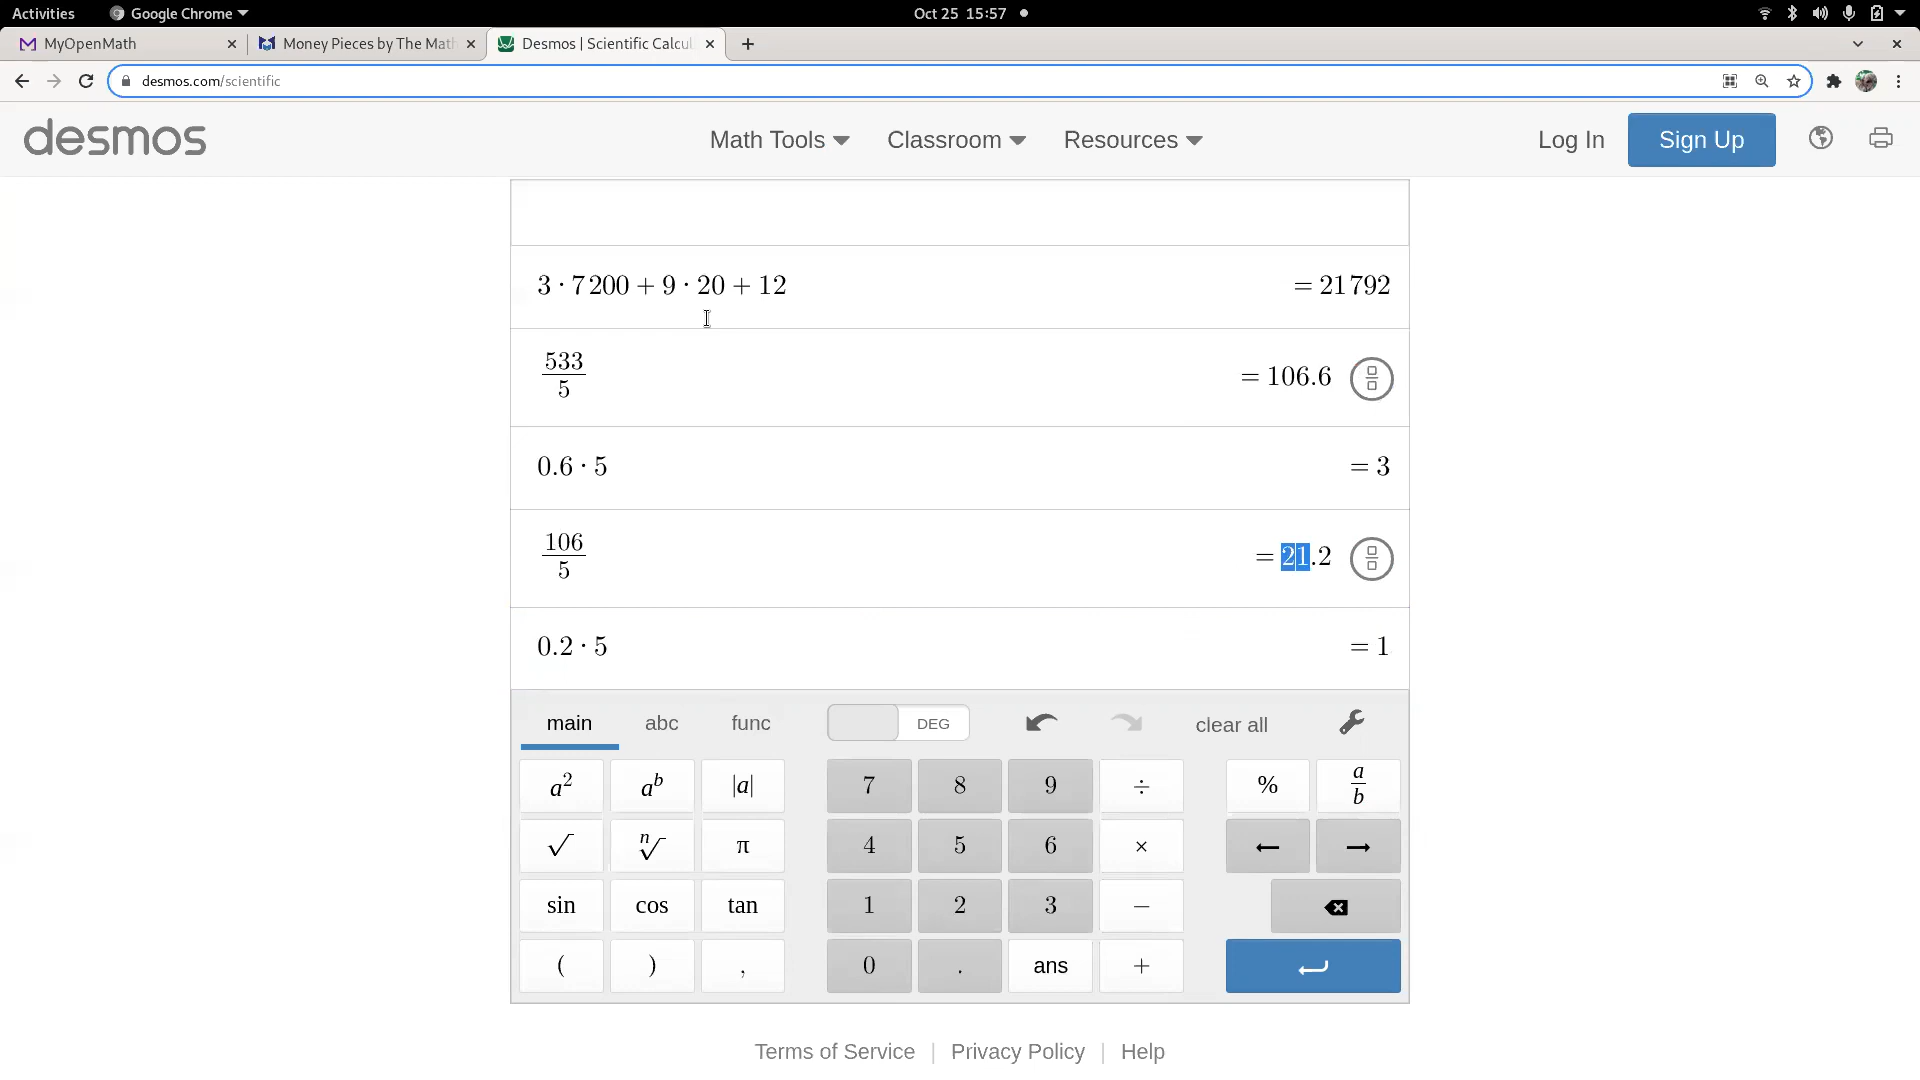 Activities Google Chrome Oct 25 15:57
MyOpenMath Money Pieces by The Math Desmos | Scientific Calcul
desmos.com/scientific
desmos Math Tools Classroom Resources Log In Sign Up
3 · 7200 + 9 · 20 + 12 = 21792
533/5 = 106.6
0.6 · 5 = 3
106/5 = 21.2
0.2 · 5 = 1
main abc func DEG clear all
a² aᵇ |a| 7 8 9 ÷ % a/b
√ ⁿ√ π 4 5 6 × ← →
sin cos tan 1 2 3 −
( ) , 0 . ans +
Terms of Service | Privacy Policy | Help